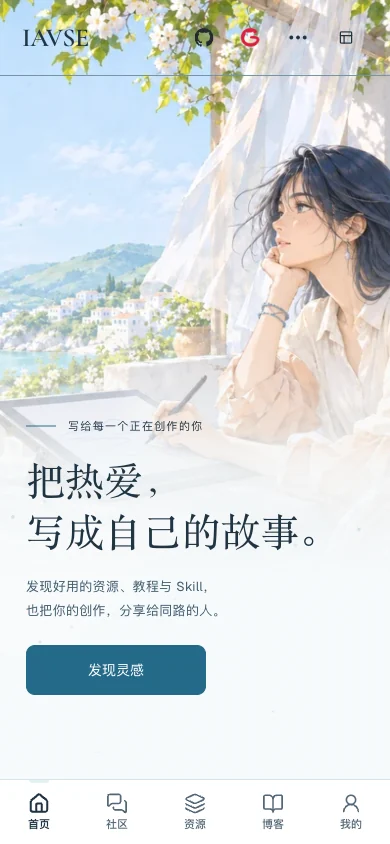 IAVSE
写给每一个正在创作的你
把热爱，
写成自己的故事。
发现好用的资源、教程与 Skill，
也把你的创作，分享给同路的人。
发现灵感
首页
社区
资源
博客
我的